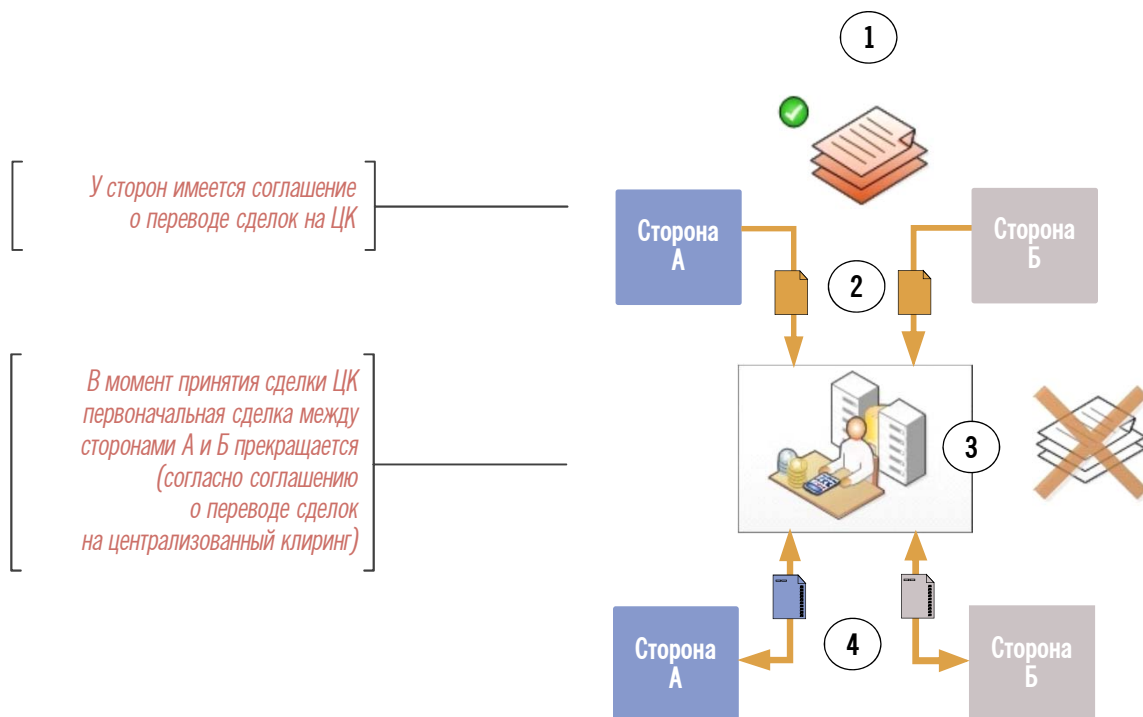 1
У сторон имеется соглашение
о переводе сделок на ЦК
Сторона
А
Сторона
Б
2
В момент принятия сделки ЦК
первоначальная сделка между
сторонами А и Б прекращается
(согласно соглашению
о переводе сделок
на централизованный клиринг)
3
Сторона
А
4
Сторона
Б